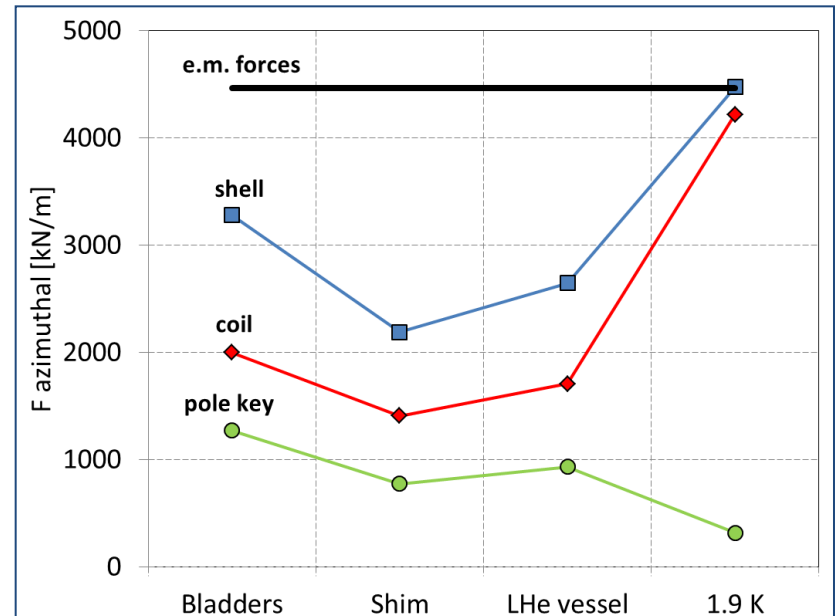 5000
e.m. forces
4000
shell
3000
F azimuthal [kN/m]
coil
2000
pole key
1000
0
Bladders Shim LHe vessel 1.9 K